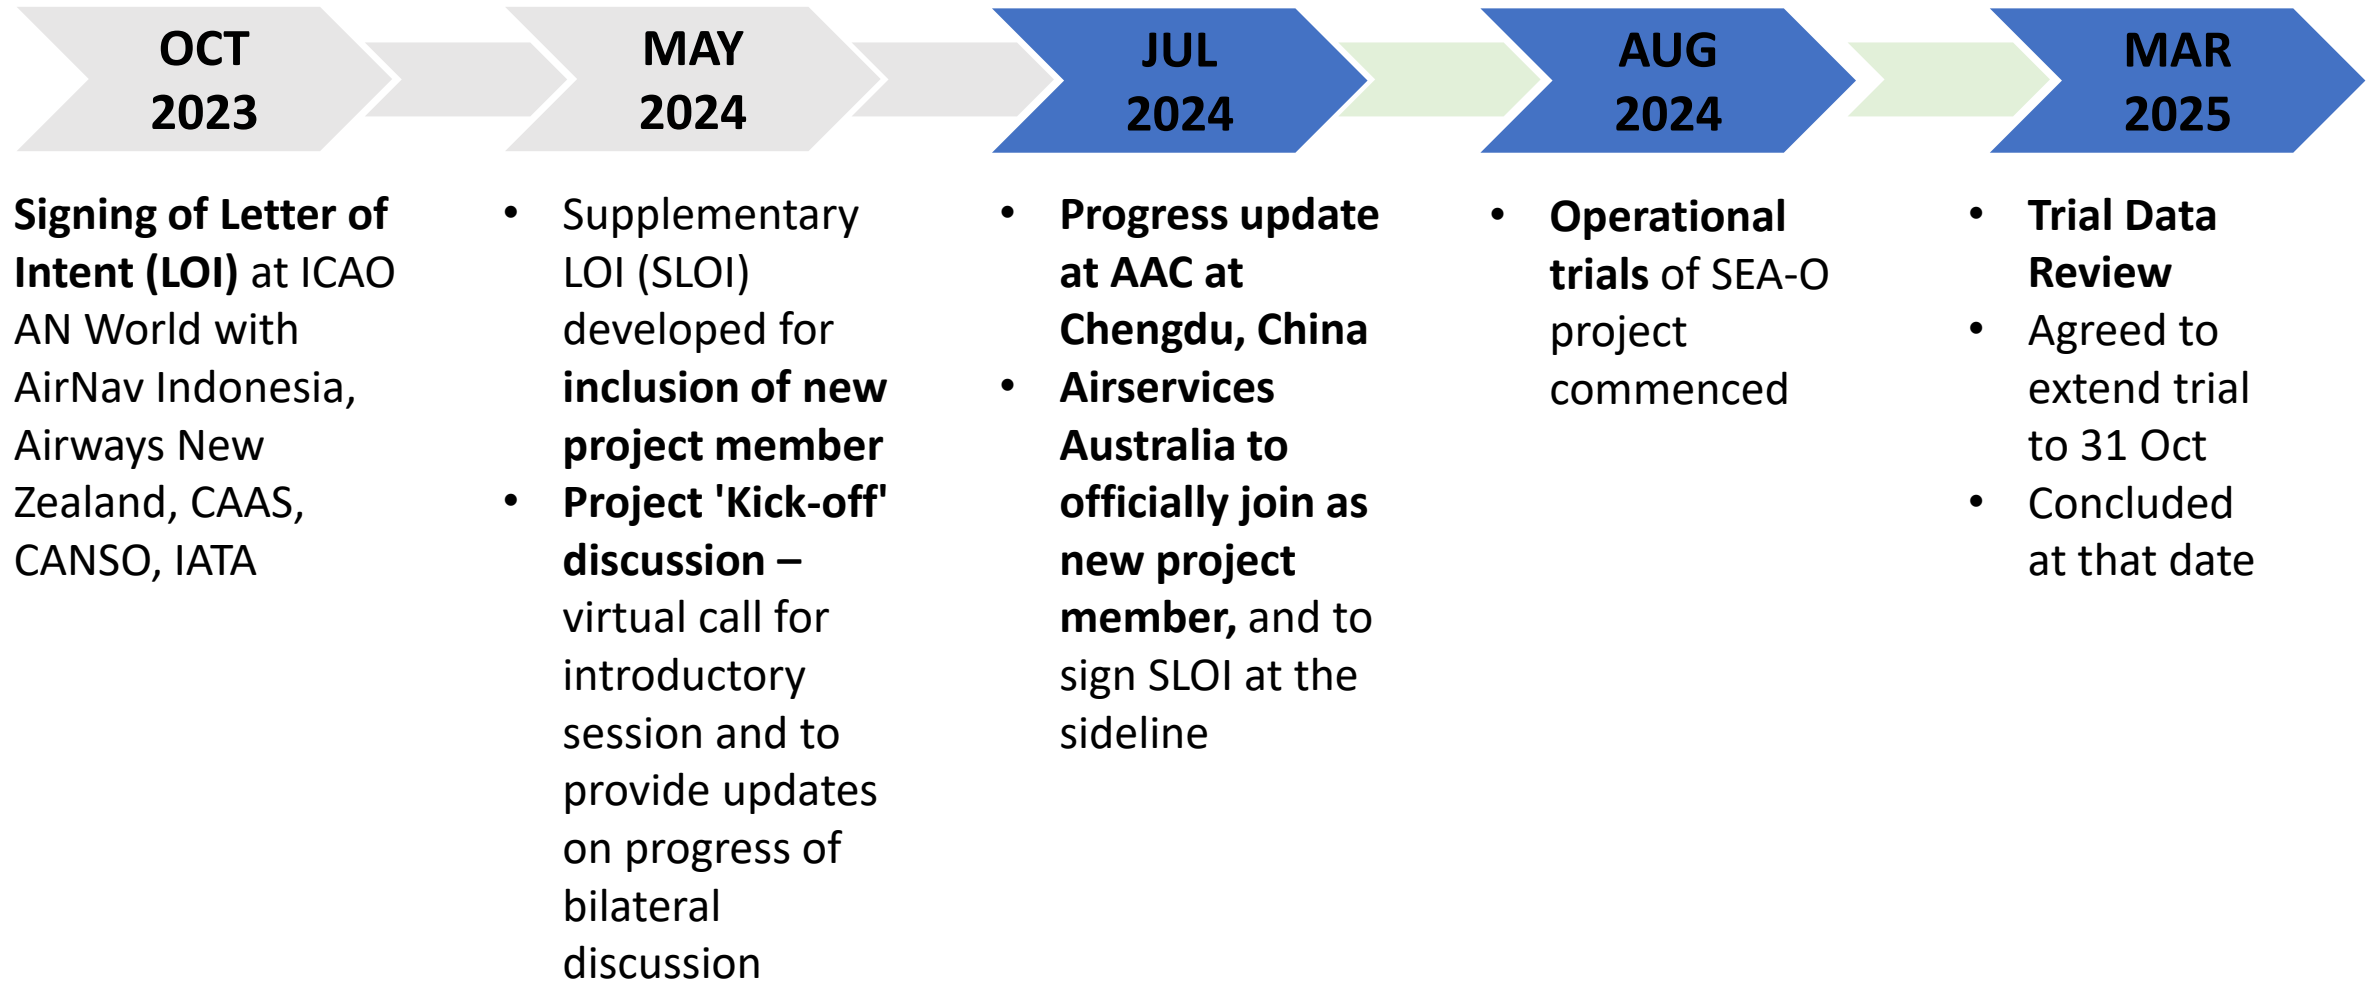 OCT
2023
MAY
2024
JUL
2024
AUG
2024
MAR
2025
Signing of Letter of
Intent (LOI) at ICAO
AN World with
AirNav Indonesia,
Airways New
Zealand, CAAS,
CANSO, IATA
• Supplementary
LOI (SLOI)
developed for
inclusion of new
project member
• Project 'Kick-off'
discussion –
virtual call for
introductory
session and to
provide updates
on progress of
bilateral
discussion
• Progress update
at AAC at
Chengdu, China
• Airservices
Australia to
officially join as
new project
member, and to
sign SLOI at the
sideline
• Operational
trials of SEA-O
project
commenced
• Trial Data
Review
• Agreed to
extend trial
to 31 Oct
• Concluded
at that date